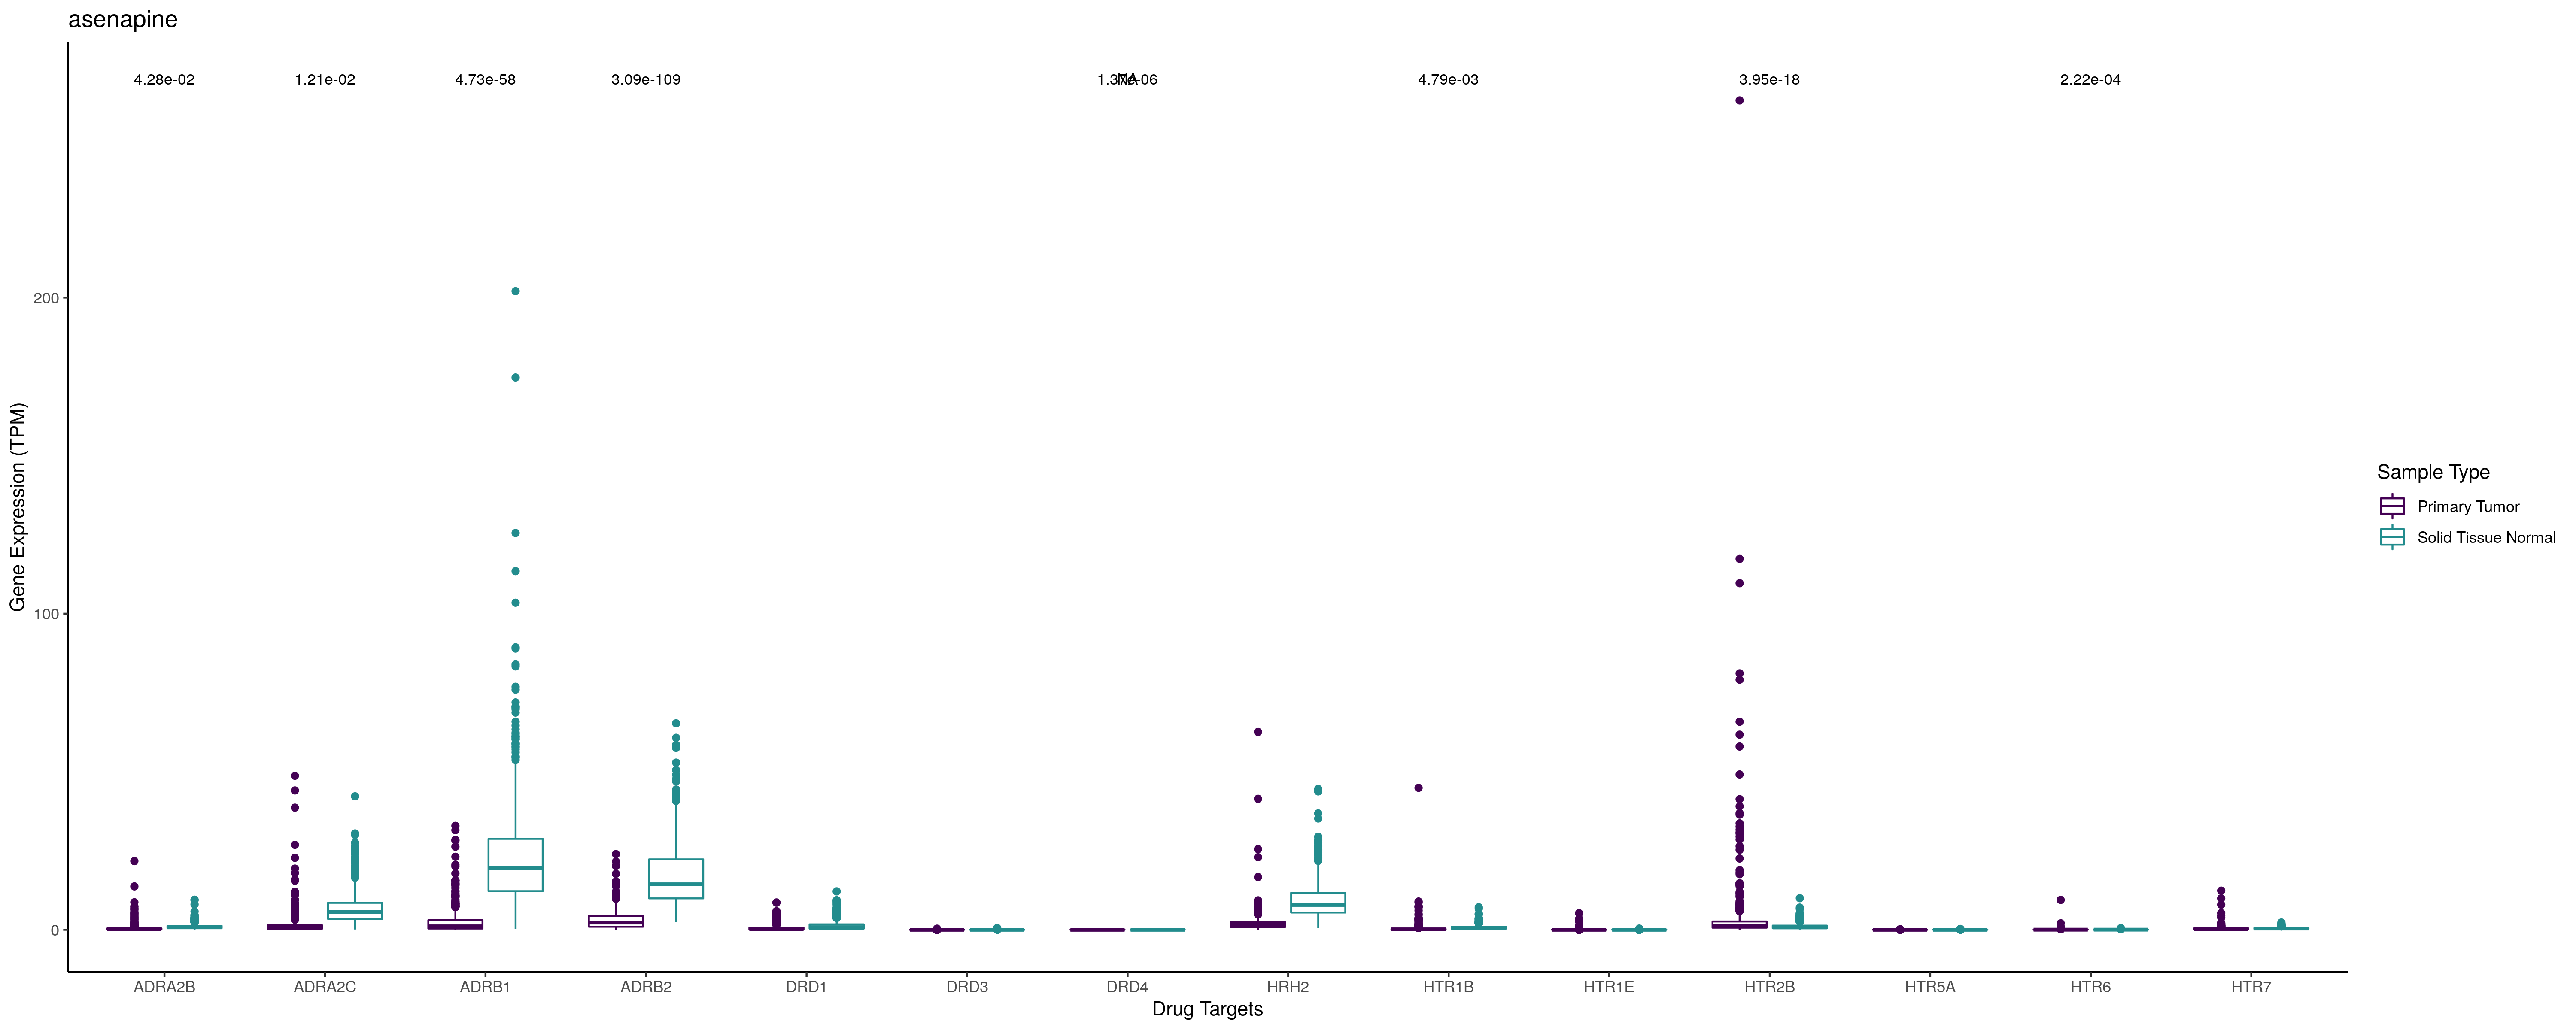 asenapine
4.28e-02 1.21e-02 4.73e-58 3.09e-109 4.79e-03 3.95e-18 2.22e-04
200
100
0
Gene Expression (TPM)
ADRA2B ADRA2C ADRB1 ADRB2 DRD1 DRD3 DRD4 HRH2 HTR1B HTR1E HTR2B HTR5A HTR6 HTR7
Drug Targets
Sample Type
Primary Tumor
Solid Tissue Normal